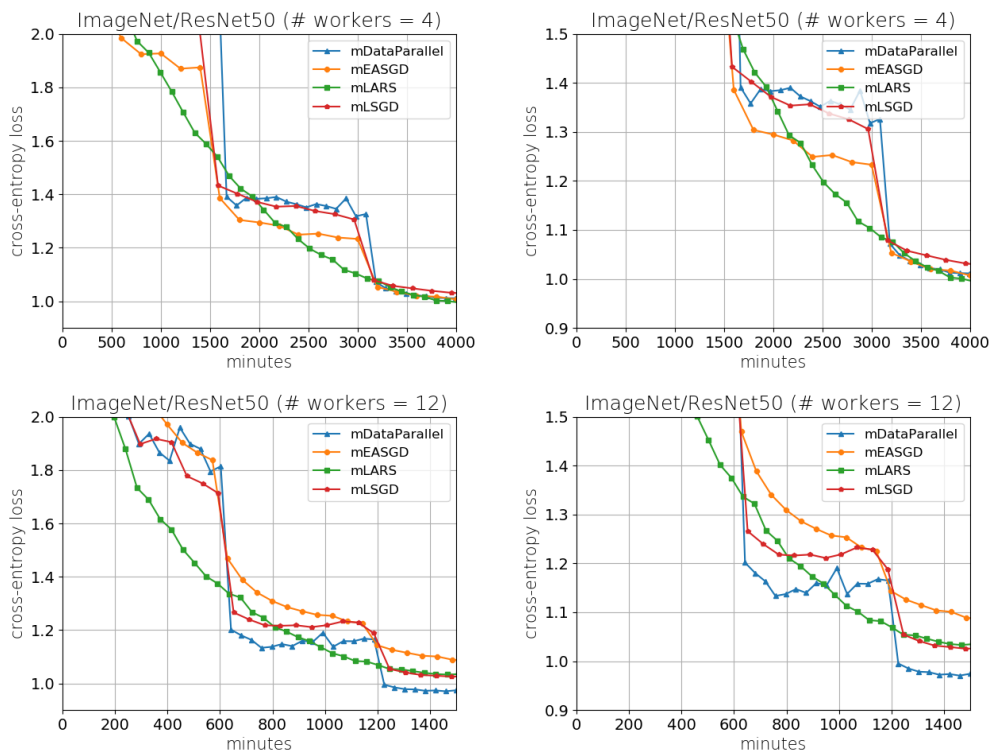 ImageNet/ResNet50 (# workers = 4)
2.0
1.8
1.6
1.4
1.2
1.0
cross-entropy loss
mDataParallel
mEASGD
mLARS
mLSGD
0 500 1000 1500 2000 2500 3000 3500 4000
minutes
ImageNet/ResNet50 (# workers = 4)
1.5
1.4
1.3
1.2
1.1
1.0
0.9
cross-entropy loss
mDataParallel
mEASGD
mLARS
mLSGD
0 500 1000 1500 2000 2500 3000 3500 4000
minutes
ImageNet/ResNet50 (# workers = 12)
2.0
1.8
1.6
1.4
1.2
1.0
cross-entropy loss
mDataParallel
mEASGD
mLARS
mLSGD
0 200 400 600 800 1000 1200 1400
minutes
ImageNet/ResNet50 (# workers = 12)
1.5
1.4
1.3
1.2
1.1
1.0
0.9
cross-entropy loss
mDataParallel
mEASGD
mLARS
mLSGD
0 200 400 600 800 1000 1200 1400
minutes